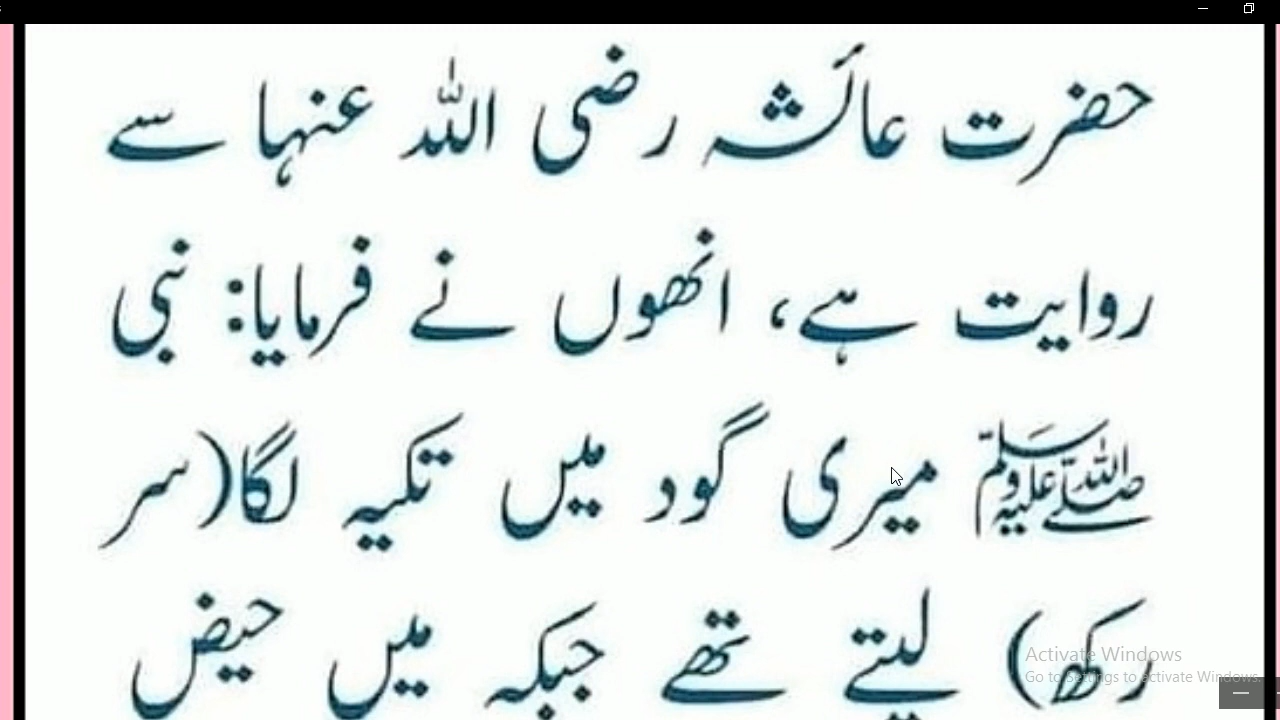 حضرت عائشہ رضی اللہ عنہا سے
روایت ہے، انھوں نے فرمایا: نبی
ﷺ میری گود میں تکیہ لگا(سر
رکھ) لیتے تھے جبکہ میں حیض
Activate Windows
Go to Settings to activate Windows.